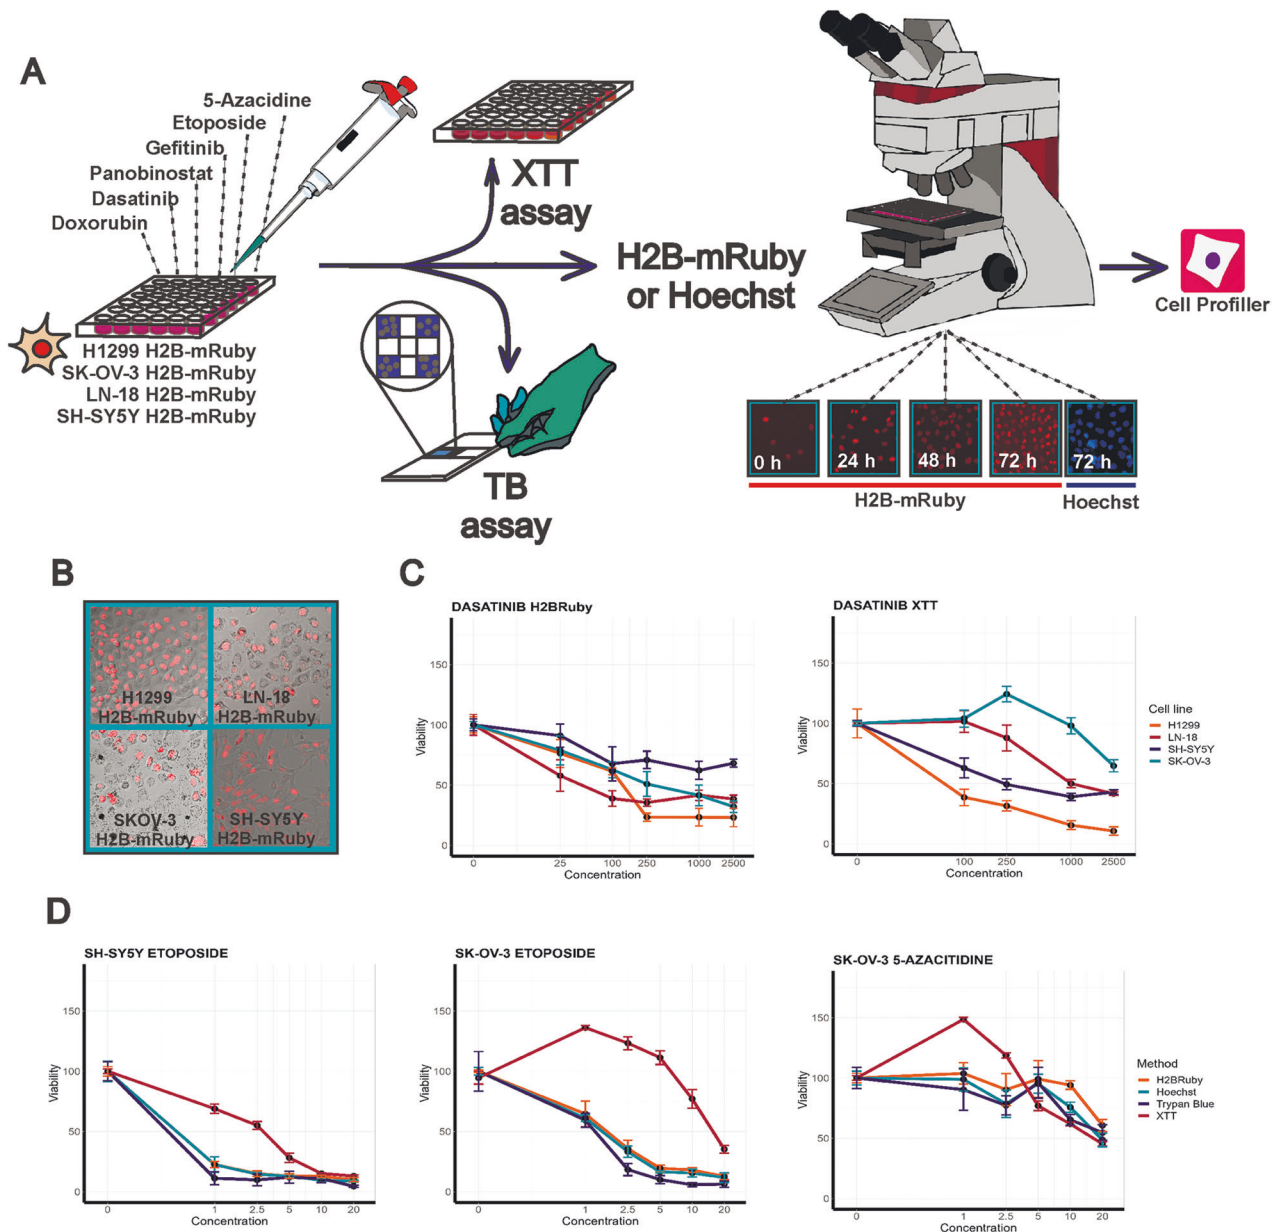 A
5-Azacidine
Etoposide
Gefitinib
Panobinostat
Dasatinib
Doxorubin
H1299 H2B-mRuby
SK-OV-3 H2B-mRuby
LN-18 H2B-mRuby
SH-SY5Y H2B-mRuby
XTT
assay
H2B-mRuby
or Hoechst
TB
assay
Cell Profiller
0 h
24 h
48 h
72 h
72 h
H2B-mRuby
Hoechst
B
H1299
H2B-mRuby
LN-18
H2B-mRuby
SKOV-3
H2B-mRuby
SH-SY5Y
H2B-mRuby
C
DASATINIB H2BRuby
Viability
150
100
50
0
0 25 100 250 1000 2500
Concentration
DASATINIB XTT
Viability
150
100
50
0
0 100 250 1000 2500
Concentration
Cell line
H1299
LN-18
SH-SY5Y
SK-OV-3
D
SH-SY5Y ETOPOSIDE
Viability
150
100
50
0
0 1 2.5 5 10 20
Concentration
SK-OV-3 ETOPOSIDE
Viability
150
100
50
0
0 1 2.5 5 10 20
Concentration
SK-OV-3 5-AZACITIDINE
Viability
150
100
50
0
0 1 2.5 5 10 20
Concentration
Method
H2BRuby
Hoechst
Trypan Blue
XTT